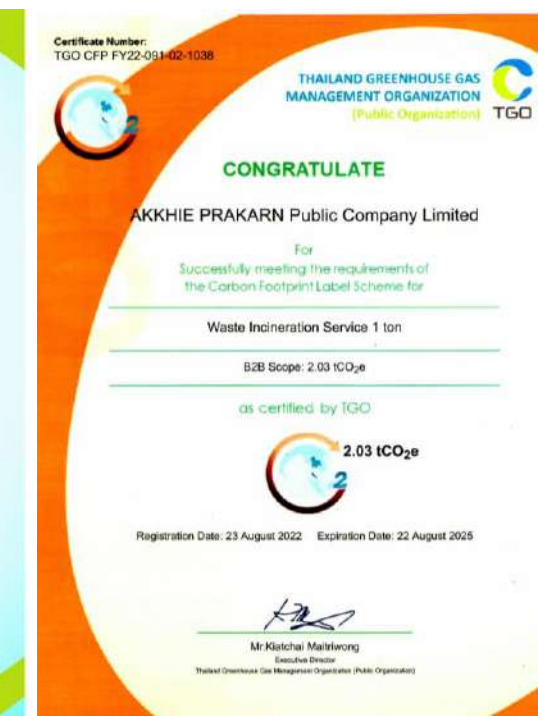 Certificate Number:
TGO CFP FY22-091-02-1038
THAILAND GREENHOUSE GAS
MANAGEMENT ORGANIZATION
(Public Organization)
TGO
2
CONGRATULATE
AKKHIE PRAKARN Public Company Limited
For
Successfully meeting the requirements of
the Carbon Footprint Label Scheme for
Waste Incineration Service 1 ton
B2B Scope: 2.03 tCO₂e
as certified by TGO
2.03 tCO₂e
2
Registration Date: 23 August 2022 Expiration Date: 22 August 2025
Mr.Kiatchai Maitriwong
Executive Director
Thailand Greenhouse Gas Management Organization (Public Organization)